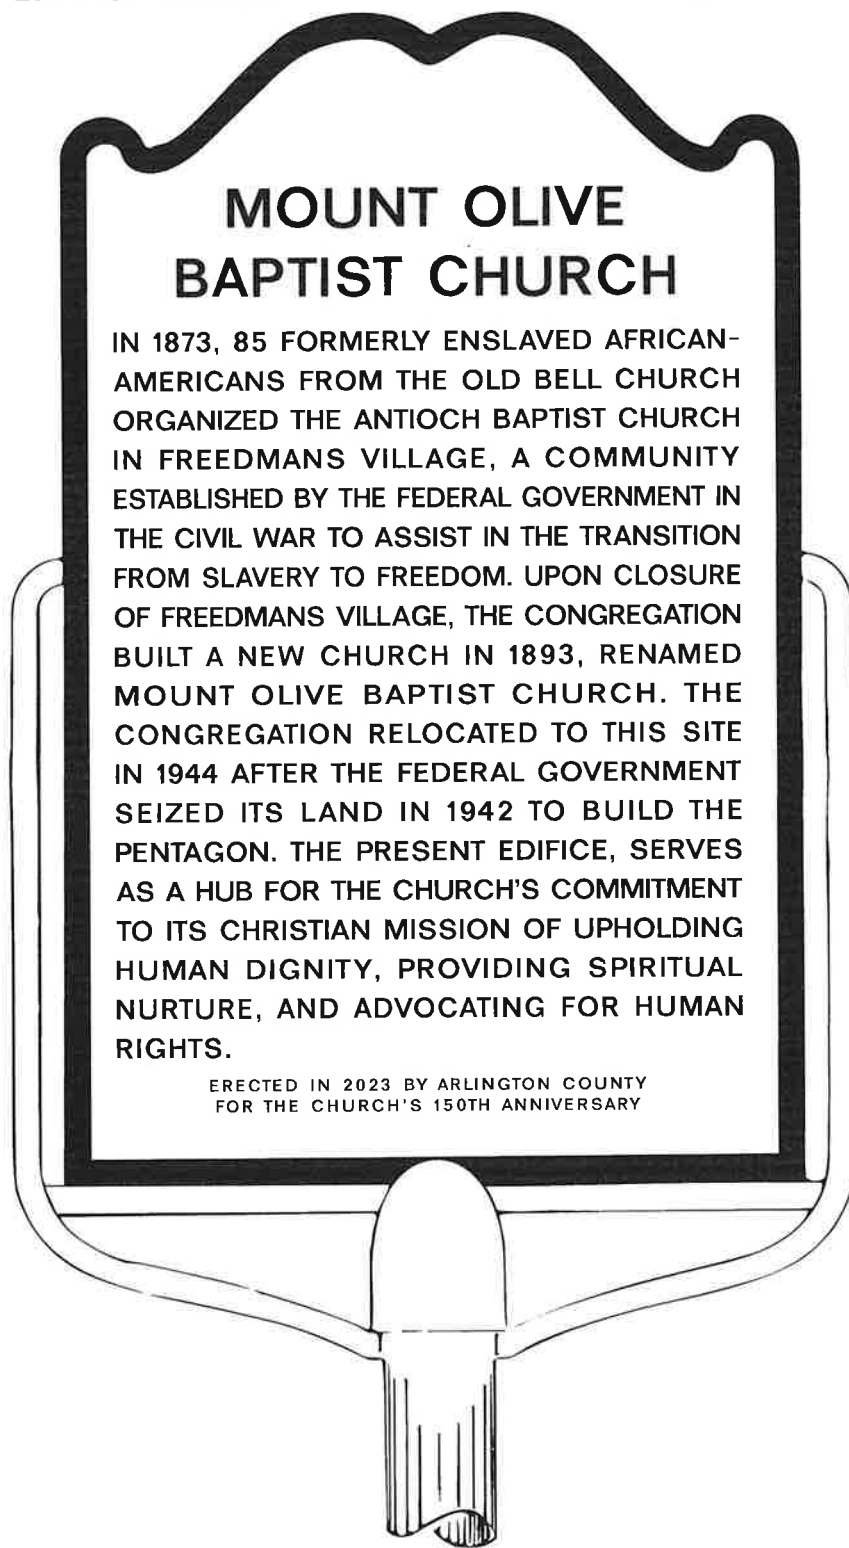 MOUNT OLIVE
BAPTIST CHURCH
IN 1873, 85 FORMERLY ENSLAVED AFRICAN-
AMERICANS FROM THE OLD BELL CHURCH
ORGANIZED THE ANTIOCH BAPTIST CHURCH
IN FREEDMANS VILLAGE, A COMMUNITY
ESTABLISHED BY THE FEDERAL GOVERNMENT IN
THE CIVIL WAR TO ASSIST IN THE TRANSITION
FROM SLAVERY TO FREEDOM. UPON CLOSURE
OF FREEDMANS VILLAGE, THE CONGREGATION
BUILT A NEW CHURCH IN 1893, RENAMED
MOUNT OLIVE BAPTIST CHURCH. THE
CONGREGATION RELOCATED TO THIS SITE
IN 1944 AFTER THE FEDERAL GOVERNMENT
SEIZED ITS LAND IN 1942 TO BUILD THE
PENTAGON. THE PRESENT EDIFICE, SERVES
AS A HUB FOR THE CHURCH'S COMMITMENT
TO ITS CHRISTIAN MISSION OF UPHOLDING
HUMAN DIGNITY, PROVIDING SPIRITUAL
NURTURE, AND ADVOCATING FOR HUMAN
RIGHTS.
ERECTED IN 2023 BY ARLINGTON COUNTY
FOR THE CHURCH'S 150TH ANNIVERSARY